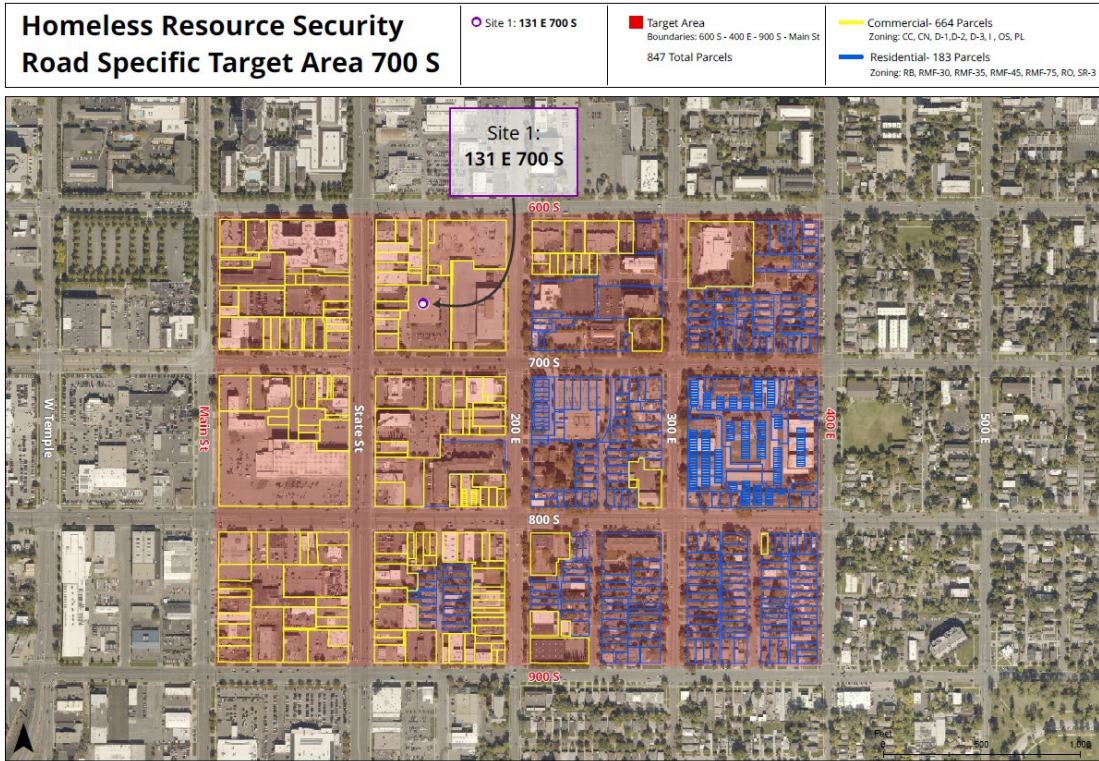 Homeless Resource Security
Road Specific Target Area 700 S
Site 1: 131 E 700 S
Target Area
Boundaries: 600 S - 400 E - 900 S - Main St
847 Total Parcels
Commercial- 664 Parcels
Zoning: CC, CN, D-1,D-2, D-3, I , OS, PL
Residential- 183 Parcels
Zoning: RB, RMF-30, RMF-35, RMF-45, RMF-75, RO, SR-3
Site 1:
131 E 700 S
600 S
700 S
W Temple
Main St
State St
200 E
300 E
400 E
500 E
800 S
900 S
Feet
0 500 1,000